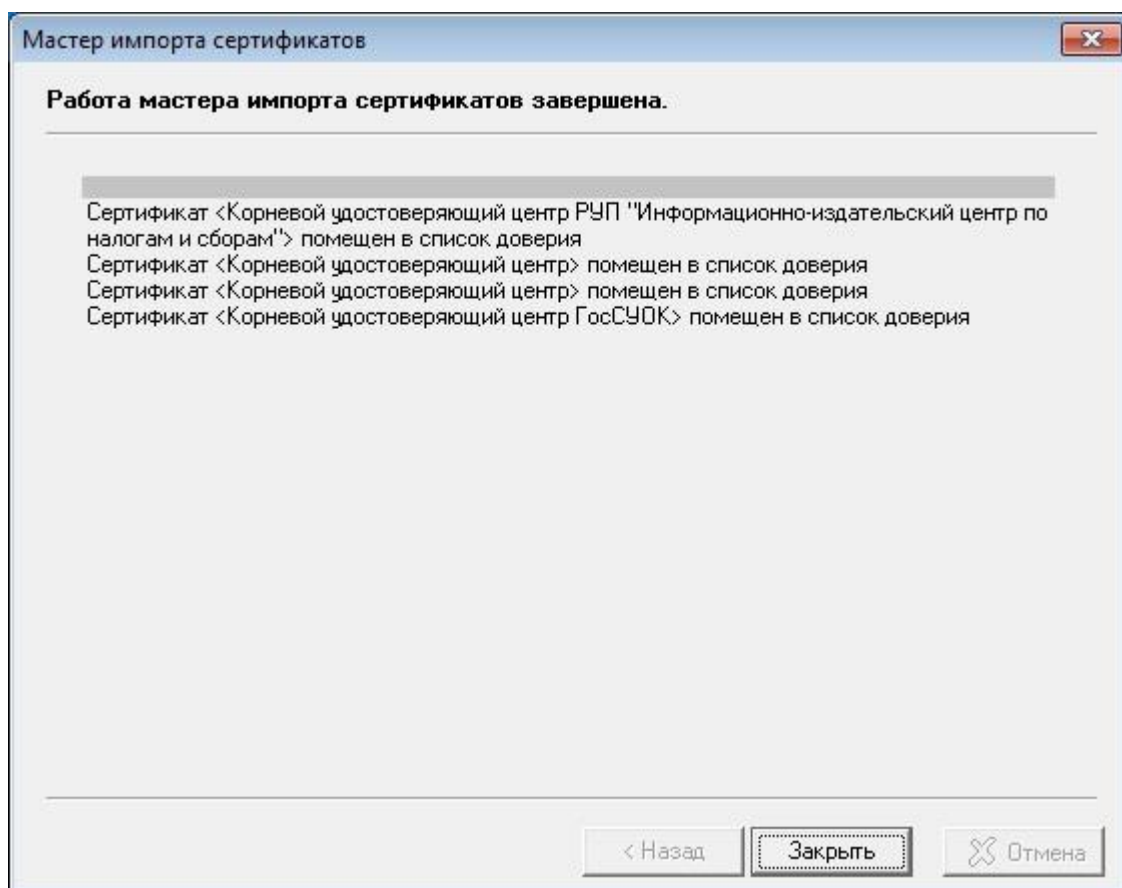 Мастер импорта сертификатов
Работа мастера импорта сертификатов завершена.
Сертификат <Корневой удостоверяющий центр РУП "Информационно-издательский центр по
налогам и сборам"> помещен в список доверия
Сертификат <Корневой удостоверяющий центр> помещен в список доверия
Сертификат <Корневой удостоверяющий центр> помещен в список доверия
Сертификат <Корневой удостоверяющий центр ГосСУОК> помещен в список доверия
< Назад
Закрыть
Отмена